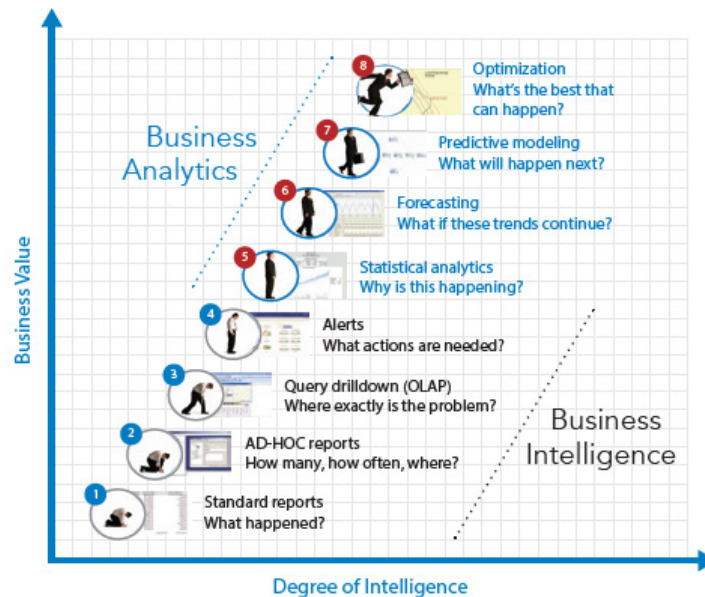 8
Optimization
What's the best that
can happen?
7
Predictive modeling
What will happen next?
Business
Analytics
6
Forecasting
What if these trends continue?
5
Statistical analytics
Why is this happening?
4
Alerts
What actions are needed?
3
Query drilldown (OLAP)
Where exactly is the problem?
2
AD-HOC reports
How many, how often, where?
Business
Intelligence
1
Standard reports
What happened?
Business Value
Degree of Intelligence